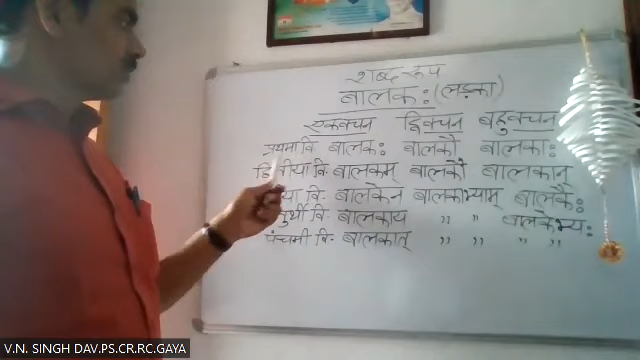 शब्द रूप
बालकः (लड़का)
एकवचन द्विवचन बहुवचन
प्रथमा वि. बालकः बालकौ बालकाः
द्वितीया वि. बालकम् बालकौ बालकान्
या वि. बालकेन बालकाभ्याम् बालकैः
तुर्थी वि. बालकाय " " बालकेभ्यः
पंचमी वि. बालकात् " " " "
V.N. SINGH DAV.PS.CR.RC.GAYA